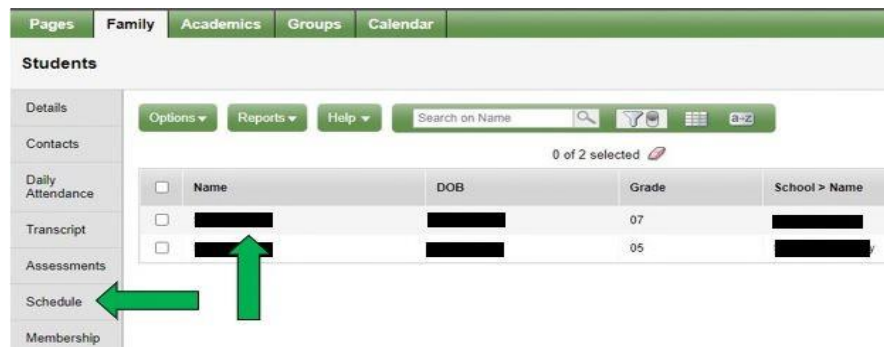 Pages Family Academics Groups Calendar
Students
Details
Contacts
Daily
Attendance
Transcript
Assessments
Schedule
Membership
Options Reports Help Search on Name a-z
0 of 2 selected
Name DOB Grade School > Name
07
05 y